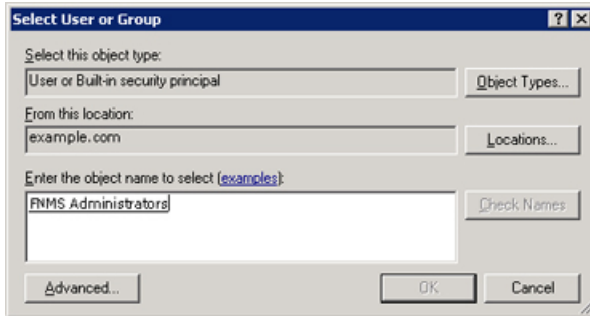 Select User or Group
Select this object type:
User or Built-in security principal
Object Types...
From this location:
example.com
Locations...
Enter the object name to select (examples):
FNMS Administrators
Check Names
Advanced...
OK
Cancel